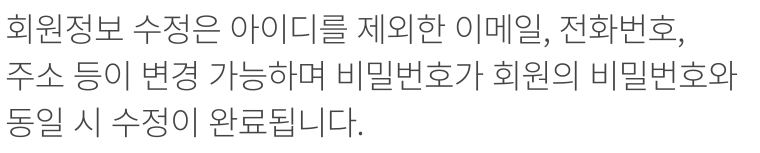 회원정보 수정은 아이디를 제외한 이메일, 전화번호,
주소 등이 변경 가능하며 비밀번호가 회원의 비밀번호와
동일 시 수정이 완료됩니다.